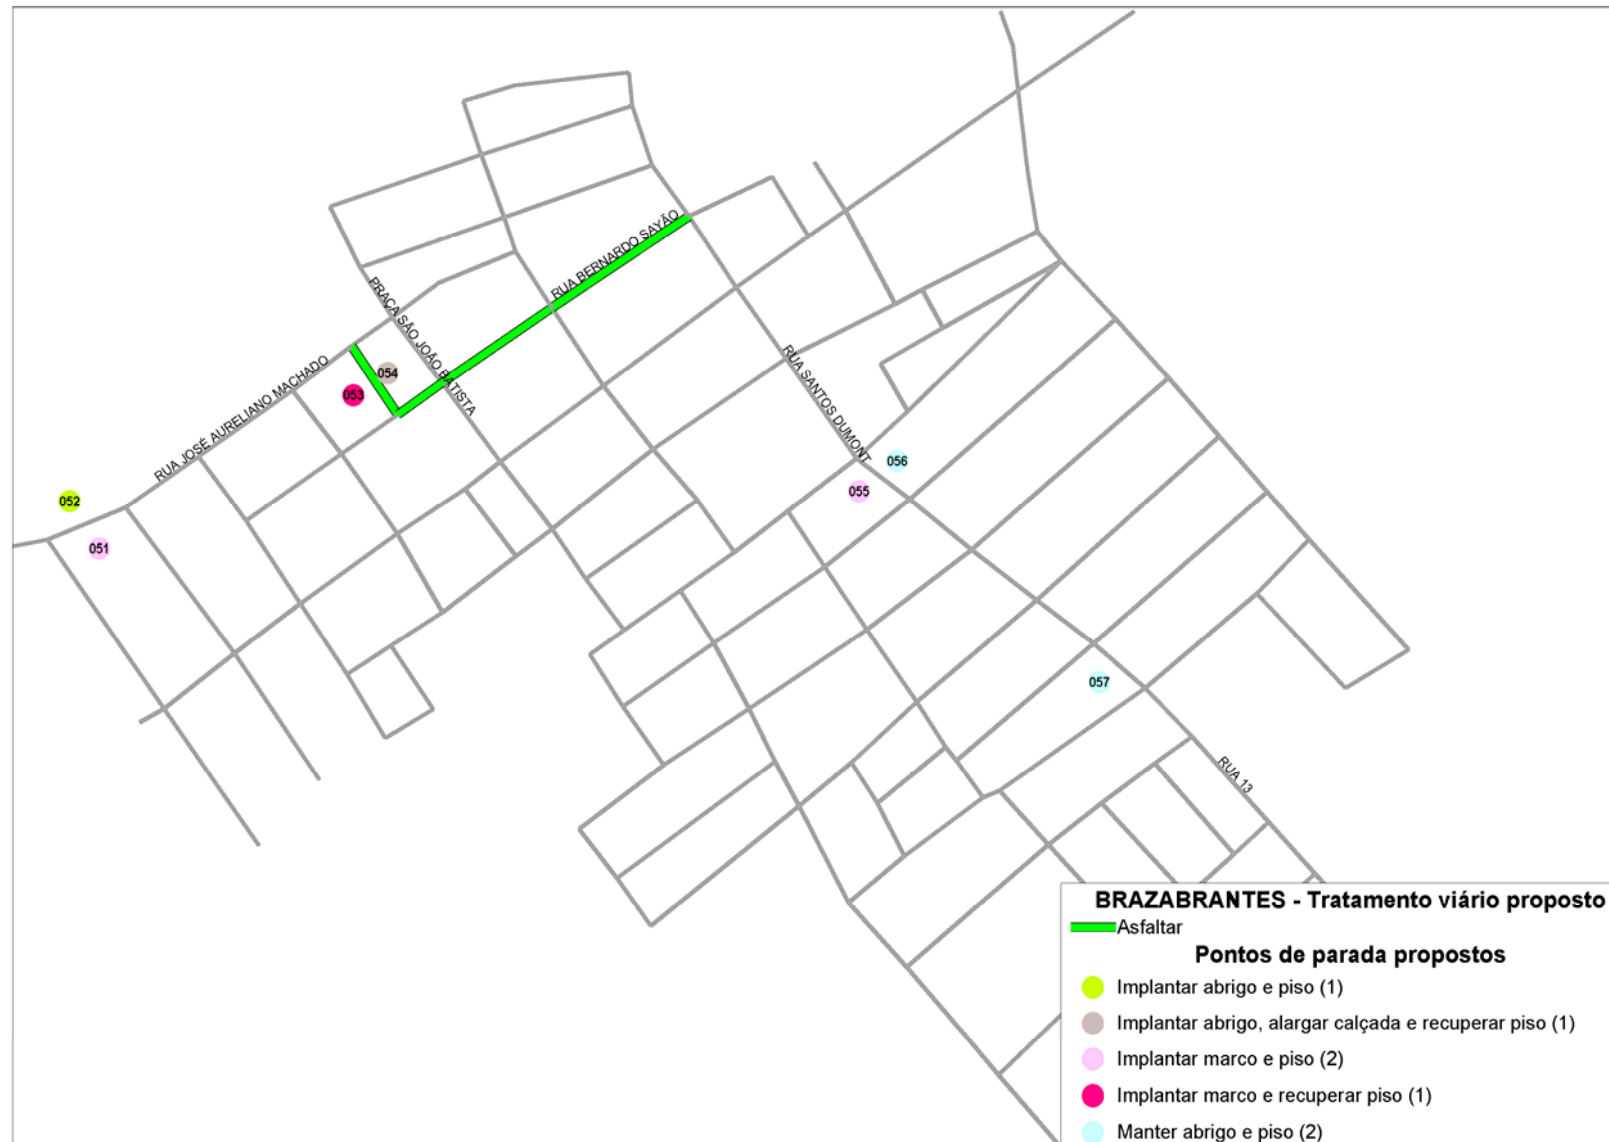 RUA BERNARDO SAYÃO
PRAÇA SÃO JOÃO BATISTA
RUA JOSÉ AURELIANO MACHADO
054
053
RUA SANTOS DUMONT
056
055
052
051
057
RUA 13
BRAZABRANTES - Tratamento viário proposto
Asfaltar
Pontos de parada propostos
Implantar abrigo e piso (1)
Implantar abrigo, alargar calçada e recuperar piso (1)
Implantar marco e piso (2)
Implantar marco e recuperar piso (1)
Manter abrigo e piso (2)